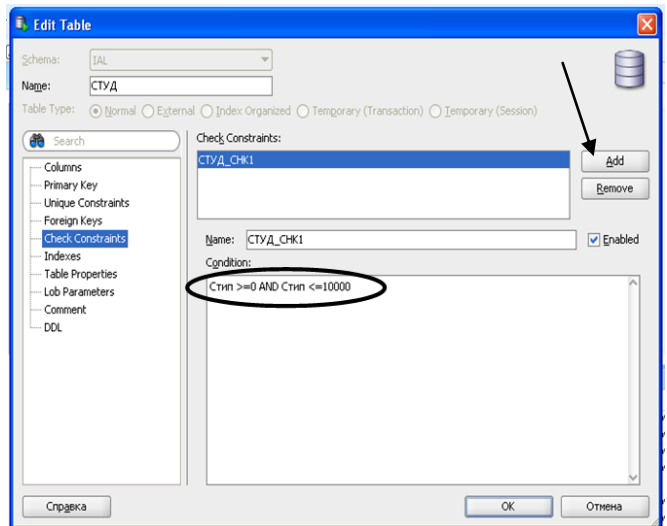 Edit Table
Schema: IAL
Name: СТУД
Table Type: Normal External Index Organized Temporary (Transaction) Temporary (Session)
Search
Columns
Primary Key
Unique Constraints
Foreign Keys
Check Constraints
Indexes
Table Properties
Lob Parameters
Comment
DDL
Check Constraints:
СТУД_CHK1
Add
Remove
Name: СТУД_CHK1
Enabled
Condition:
Стип >=0 AND Стип <=10000
Справка
OK
Отмена